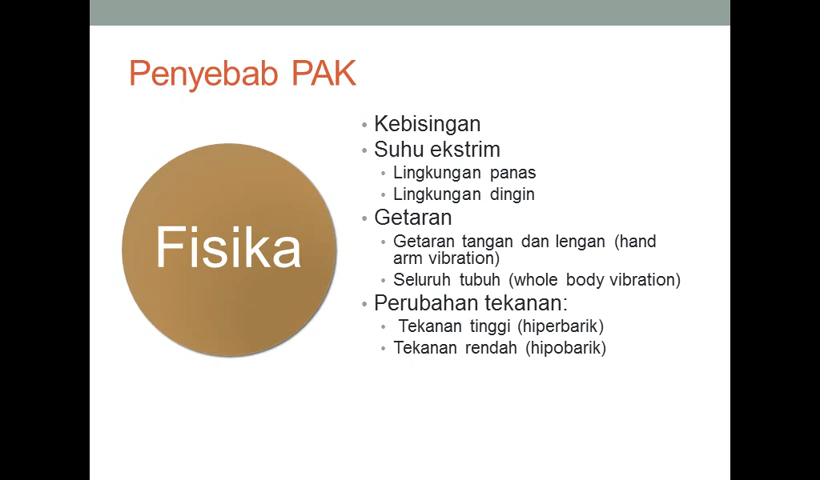 Penyebab PAK
Fisika
• Kebisingan
• Suhu ekstrim
• Lingkungan panas
• Lingkungan dingin
• Getaran
• Getaran tangan dan lengan (hand
arm vibration)
• Seluruh tubuh (whole body vibration)
• Perubahan tekanan:
• Tekanan tinggi (hiperbarik)
• Tekanan rendah (hipobarik)